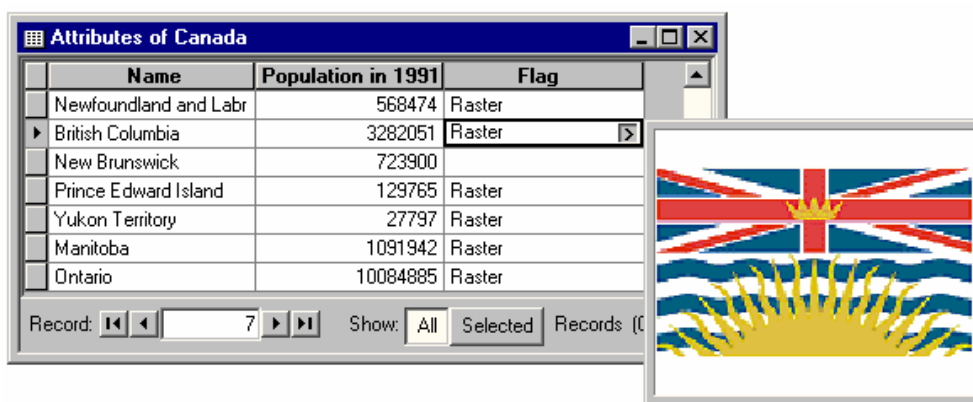 Attributes of Canada
Name Population in 1991 Flag
Newfoundland and Labr 568474 Raster
British Columbia 3282051 Raster
New Brunswick 723900
Prince Edward Island 129765 Raster
Yukon Territory 27797 Raster
Manitoba 1091942 Raster
Ontario 10084885 Raster
Record: 7 Show: All Selected Records (0